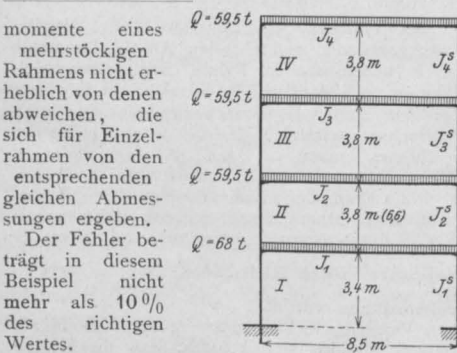 momente eines
mehrstöckigen
Rahmens nicht er-
heblich von denen
abweichen, die
sich für Einzel-
rahmen von den
entsprechenden
gleichen Abmes-
sungen ergeben.
Der Fehler be-
trägt in diesem
Beispiel nicht
mehr als 10 %
des richtigen
Wertes.
Q = 59,5 t
J₄
IV 3,8 m J₄ˢ
Q = 59,5 t
J₃
III 3,8 m J₃ˢ
Q = 59,5 t
J₂
II 3,8 m (6,6) J₂ˢ
Q = 68 t
J₁
I 3,4 m J₁ˢ
8,5 m